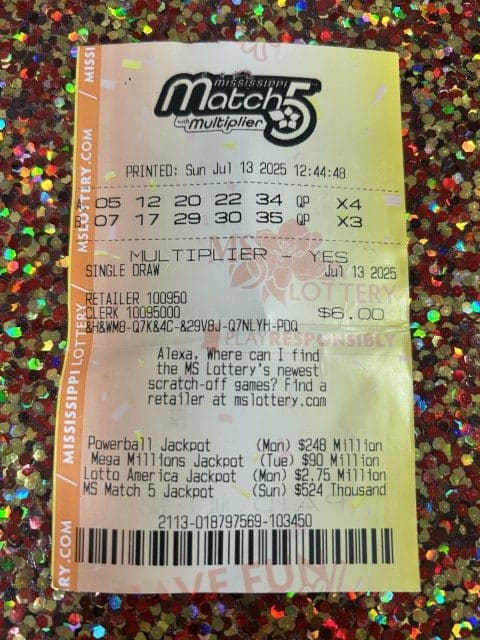 MISSISSIPPI
Match 5
with multiplier
PRINTED: Sun Jul 13 2025 12:44:48
A 05 12 20 22 34 QP X4
B 07 17 29 30 35 QP X3
MULTIPLIER - YES
SINGLE DRAW Jul 13 2025
MS
LOTTERY
RETAILER 100950
CLERK 10095000 $6.00
&H&WM8-Q7K&4C-&29V8J-Q7NLYH-PDQ
PLAY RESPONSIBLY
Alexa, Where can I find
the MS Lottery's newest
scratch-off games? Find a
retailer at mslottery.com
Powerball Jackpot (Mon) $248 Million
Mega Millions Jackpot (Tue) $90 Million
Lotto America Jackpot (Mon) $2.75 Million
MS Match 5 Jackpot (Sun) $524 Thousand
2113-018797569-103450
HAVE FUN
MISSI
MSLOTTERY.COM
MISSISSIPPI LOTTERY
TERY.COM